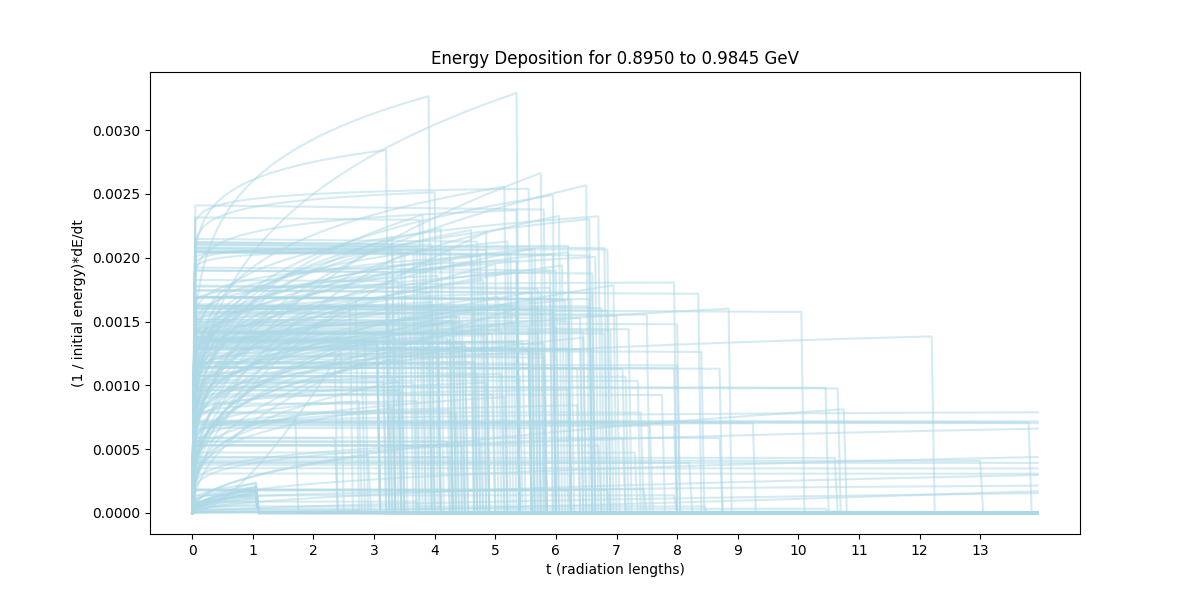 Energy Deposition for 0.8950 to 0.9845 GeV
(1 / initial energy)*dE/dt
0.0030
0.0025
0.0020
0.0015
0.0010
0.0005
0.0000
0 1 2 3 4 5 6 7 8 9 10 11 12 13
t (radiation lengths)